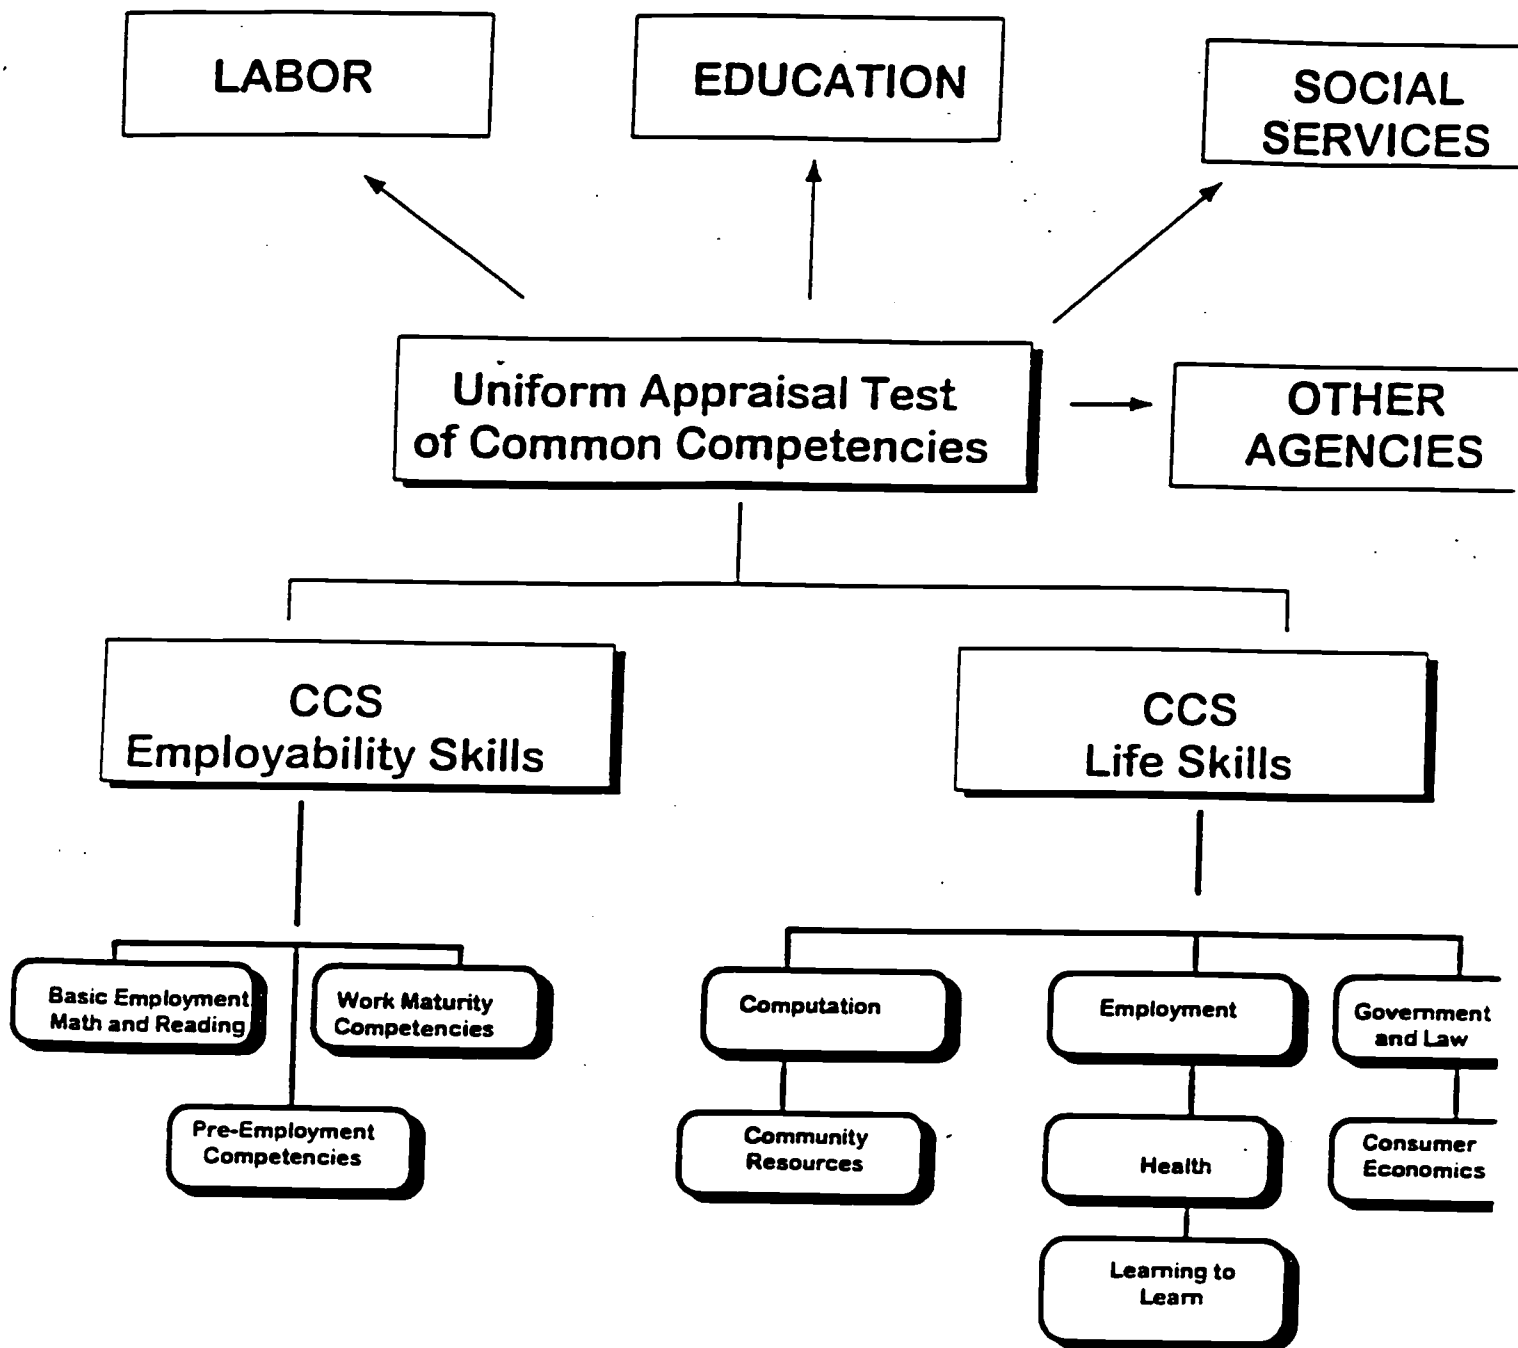 LABOR
EDUCATION
SOCIAL
SERVICES
Uniform Appraisal Test
of Common Competencies
OTHER
AGENCIES
CCS
Employability Skills
CCS
Life Skills
Basic Employment
Math and Reading
Work Maturity
Competencies
Pre-Employment
Competencies
Computation
Employment
Government
and Law
Community
Resources
Health
Consumer
Economics
Learning to
Learn